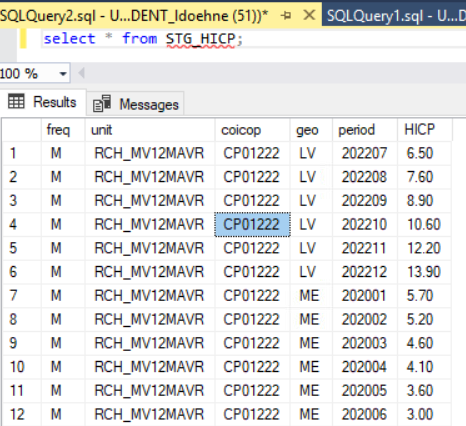 SQLQuery2.sql - U...DENT_ldoehne (51))* SQLQuery1.sql - U...D
select * from STG_HICP;
100 %
Results Messages
freq unit coicop geo period HICP
1 M RCH_MV12MAVR CP01222 LV 202207 6.50
2 M RCH_MV12MAVR CP01222 LV 202208 7.60
3 M RCH_MV12MAVR CP01222 LV 202209 8.90
4 M RCH_MV12MAVR CP01222 LV 202210 10.60
5 M RCH_MV12MAVR CP01222 LV 202211 12.20
6 M RCH_MV12MAVR CP01222 LV 202212 13.90
7 M RCH_MV12MAVR CP01222 ME 202001 5.70
8 M RCH_MV12MAVR CP01222 ME 202002 5.20
9 M RCH_MV12MAVR CP01222 ME 202003 4.60
10 M RCH_MV12MAVR CP01222 ME 202004 4.10
11 M RCH_MV12MAVR CP01222 ME 202005 3.60
12 M RCH_MV12MAVR CP01222 ME 202006 3.00